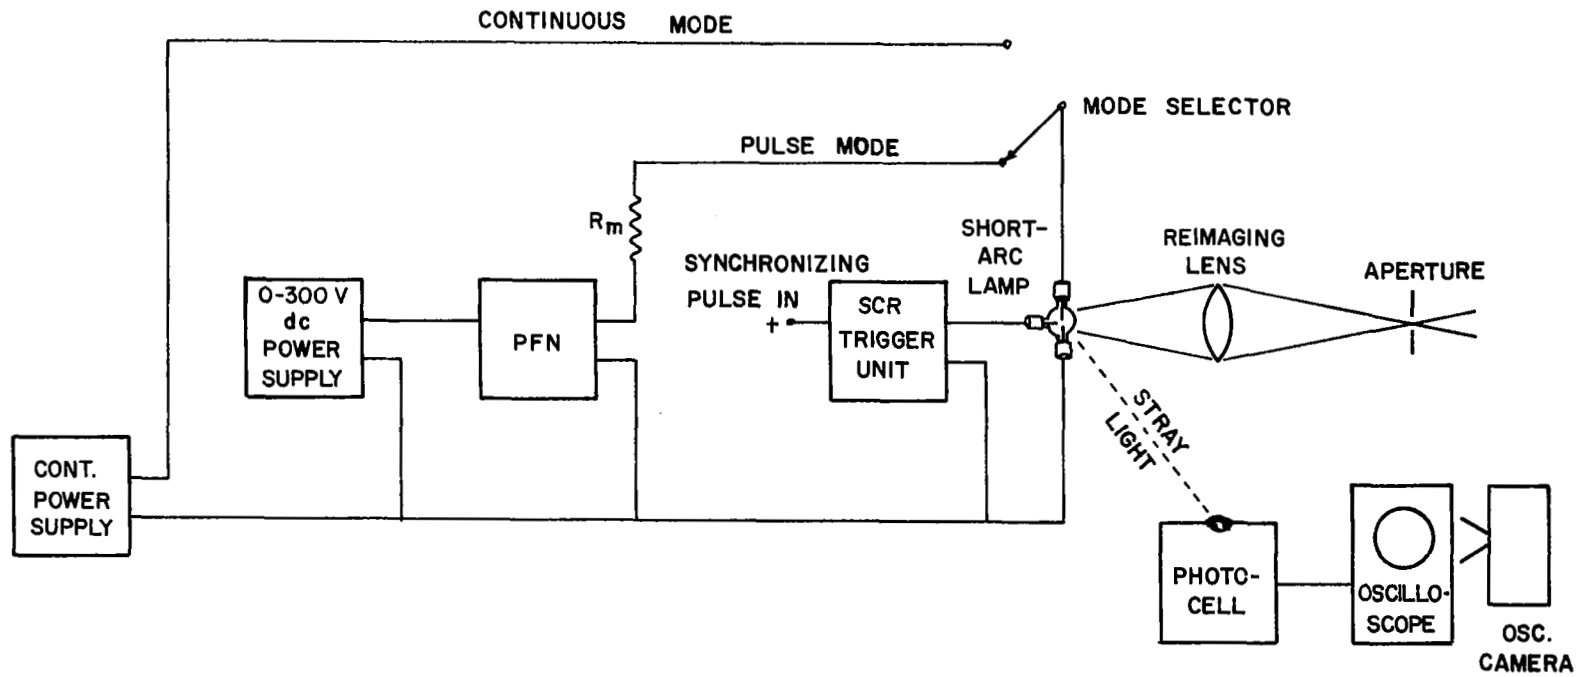 CONTINUOUS MODE
MODE SELECTOR
PULSE MODE
Rm
SHORT-
ARC
LAMP
REIMAGING
LENS
APERTURE
SYNCHRONIZING
PULSE IN
+
0-300 V
dc
POWER
SUPPLY
PFN
SCR
TRIGGER
UNIT
STRAY
LIGHT
CONT.
POWER
SUPPLY
PHOTO-
CELL
OSCILLO-
SCOPE
OSC.
CAMERA